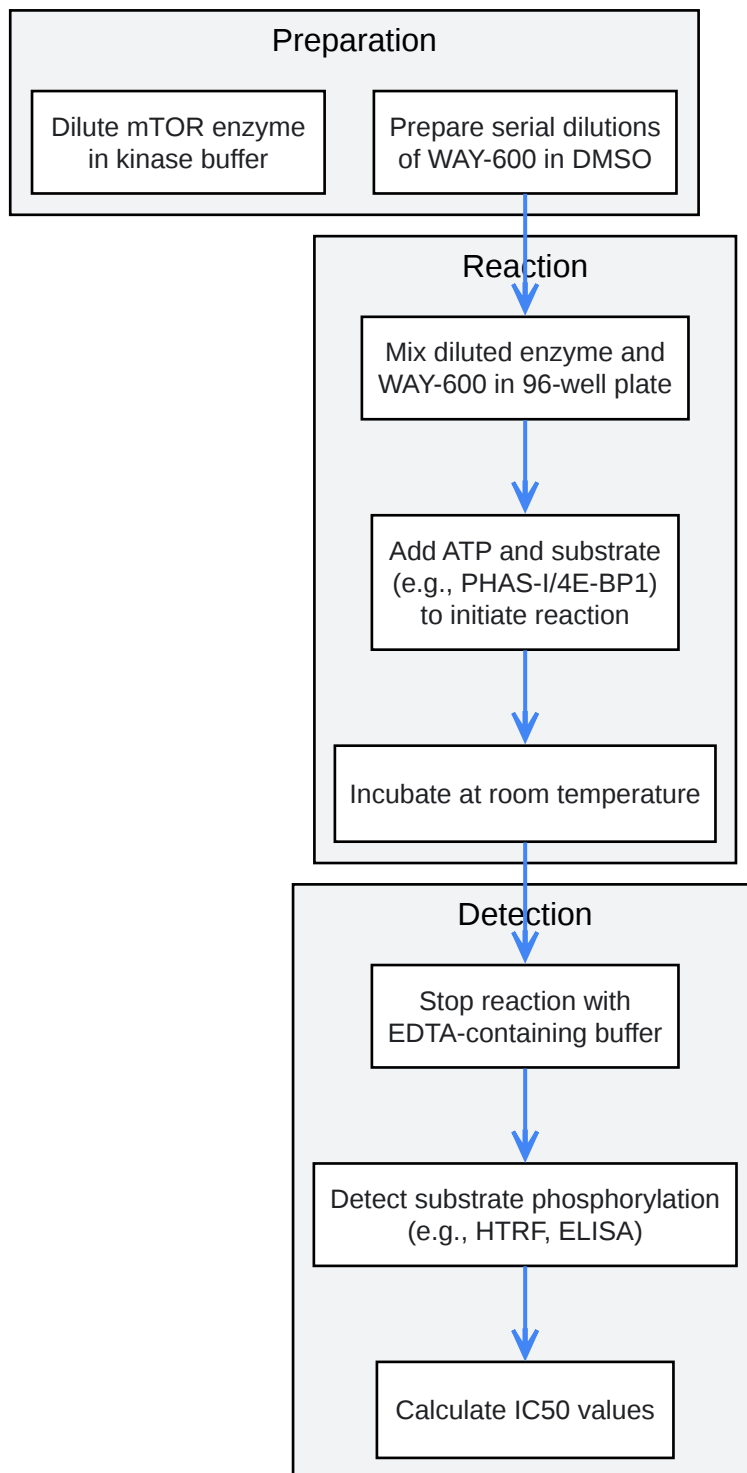 Preparation
Dilute mTOR enzyme
in kinase buffer
Prepare serial dilutions
of WAY-600 in DMSO
Reaction
Mix diluted enzyme and
WAY-600 in 96-well plate
Add ATP and substrate
(e.g., PHAS-I/4E-BP1)
to initiate reaction
Incubate at room temperature
Detection
Stop reaction with
EDTA-containing buffer
Detect substrate phosphorylation
(e.g., HTRF, ELISA)
Calculate IC50 values